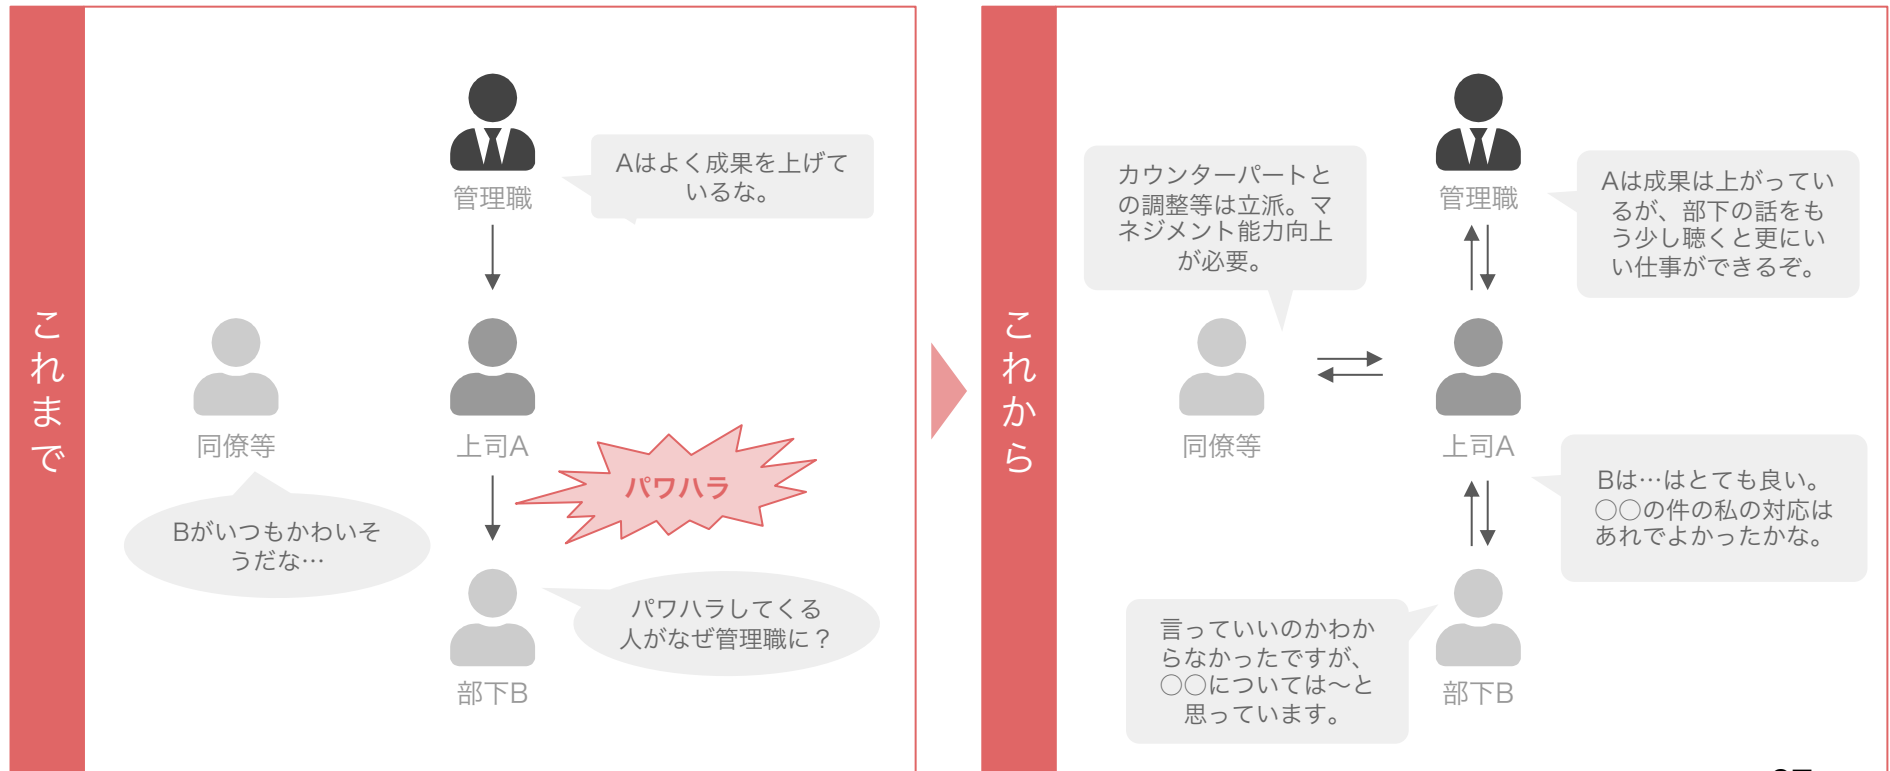 これまで
管理職
Aはよく成果を上げて
いるな。
同僚等
上司A
パワハラ
Bがいつもかわいそ
うだな…
パワハラしてくる
人がなぜ管理職に？
部下B
これから
管理職
カウンターパートと
の調整等は立派。マ
ネジメント能力向上
が必要。
Aは成果は上がってい
るが、部下の話をも
う少し聴くと更にい
い仕事ができるぞ。
同僚等
上司A
Bは…はとても良い。
○○の件の私の対応は
あれでよかったかな。
言っていいのかわか
らなかったですが、
○○については～と
思っています。
部下B